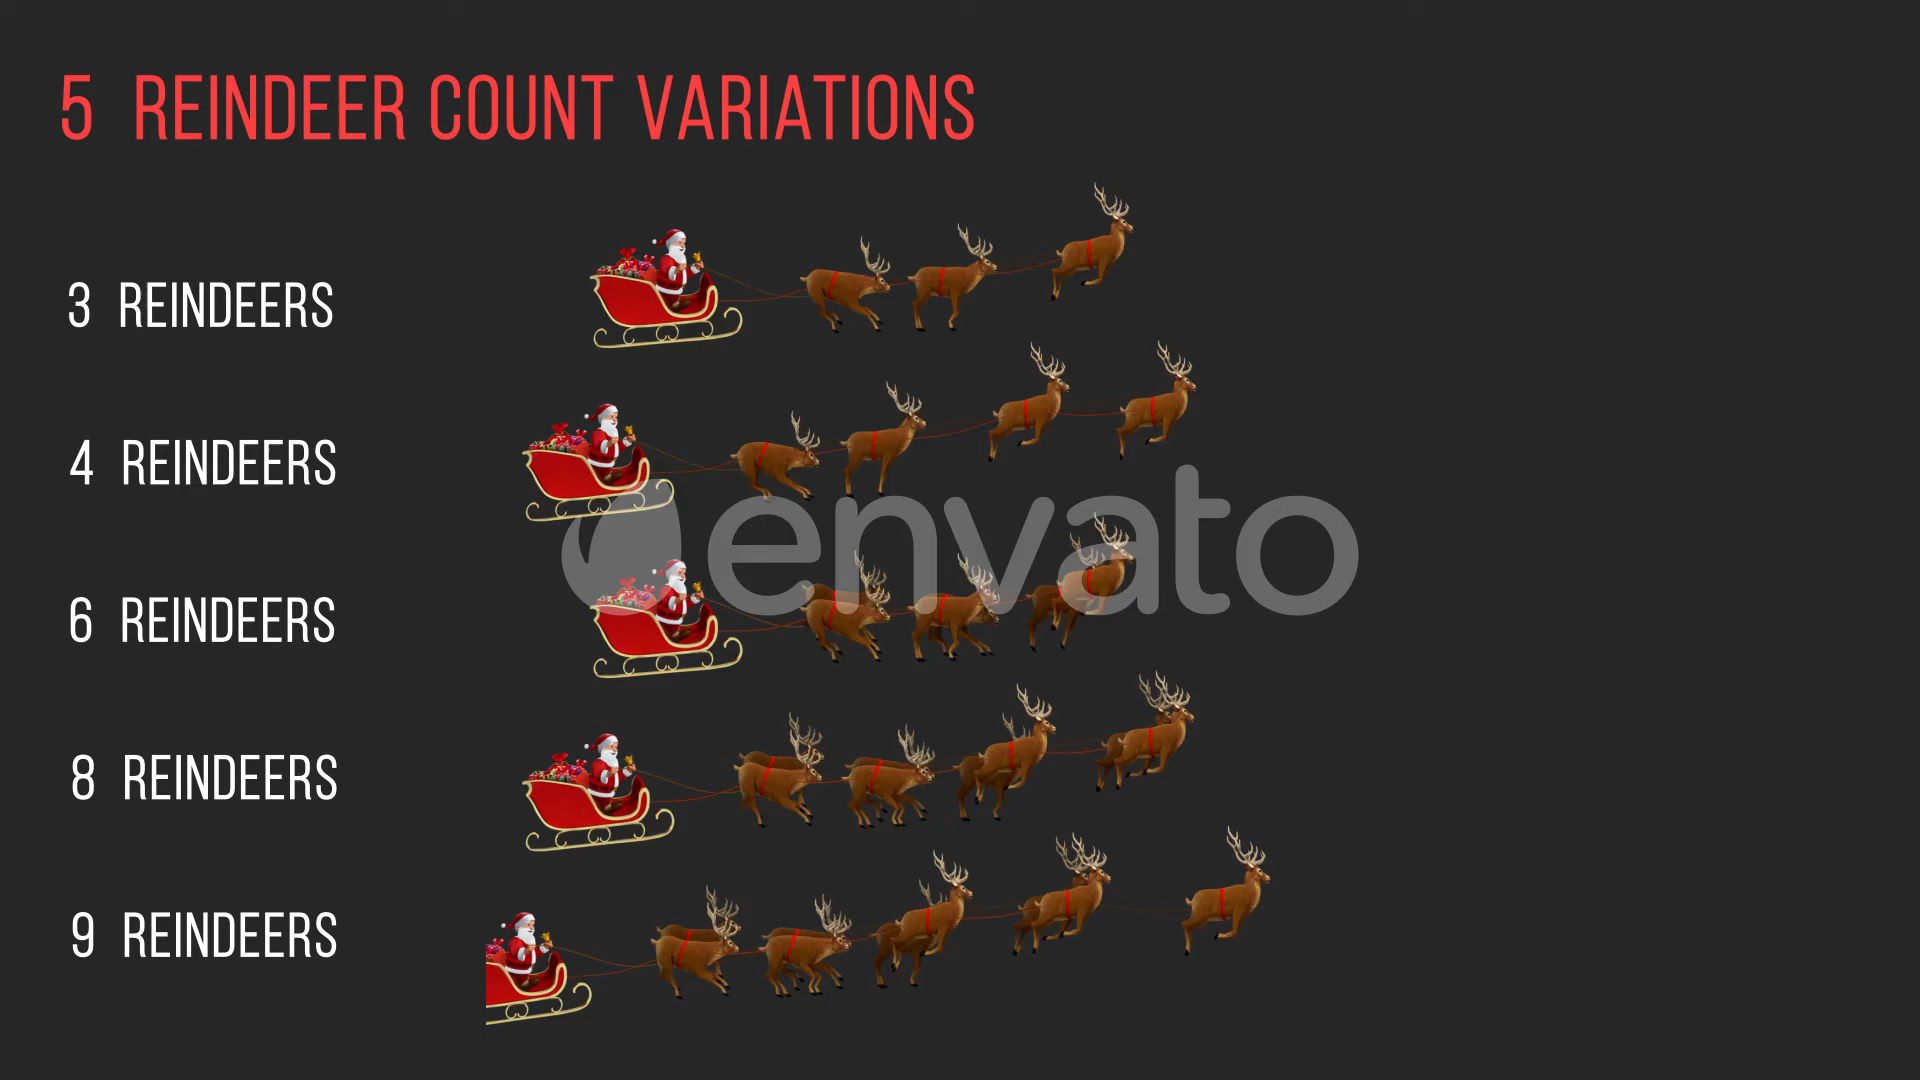 5 REINDEER COUNT VARIATIONS
3 REINDEERS
4 REINDEERS
envato
6 REINDEERS
8 REINDEERS
9 REINDEERS